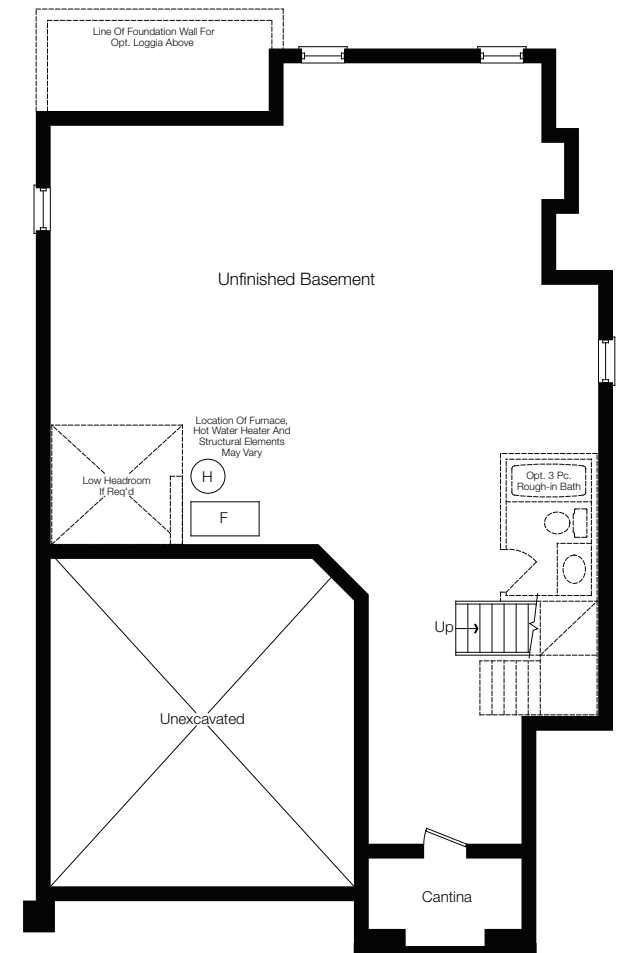 Line Of Foundation Wall For
Opt. Loggia Above
Unfinished Basement
Location Of Furnace,
Hot Water Heater And
Structural Elements
May Vary
Low Headroom
If Req'd
H
F
Opt. 3 Pc.
Rough-in Bath
Up
Unexcavated
Cantina